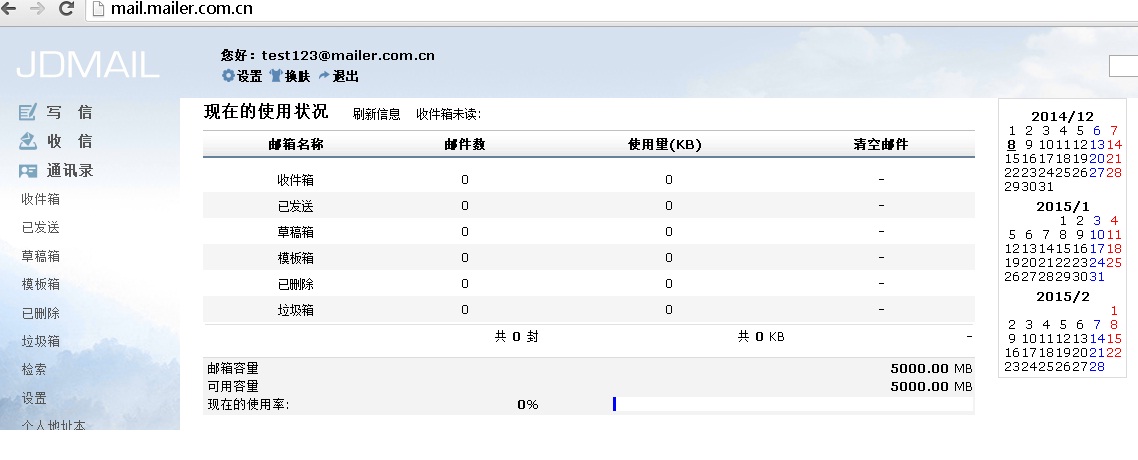 mail.mailer.com.cn
JDMAIL
您好：test123@mailer.com.cn
设置 换肤 退出
写 信
收 信
通讯录
收件箱
已发送
草稿箱
模板箱
已删除
垃圾箱
检索
设置
个人地址本
现在的使用状况 刷新信息 收件箱未读:
邮箱名称 邮件数 使用量(KB) 清空邮件
收件箱 0 0 -
已发送 0 0 -
草稿箱 0 0 -
模板箱 0 0 -
已删除 0 0 -
垃圾箱 0 0 -
共 0 封 共 0 KB -
邮箱容量 5000.00 MB
可用容量 5000.00 MB
现在的使用率: 0%
2014/12
1 2 3 4 5 6 7
8 9 10 11 12 13 14
15 16 17 18 19 20 21
22 23 24 25 26 27 28
29 30 31
2015/1
1 2 3 4
5 6 7 8 9 10 11
12 13 14 15 16 17 18
19 20 21 22 23 24 25
26 27 28 29 30 31
2015/2
1
2 3 4 5 6 7 8
9 10 11 12 13 14 15
16 17 18 19 20 21 22
23 24 25 26 27 28